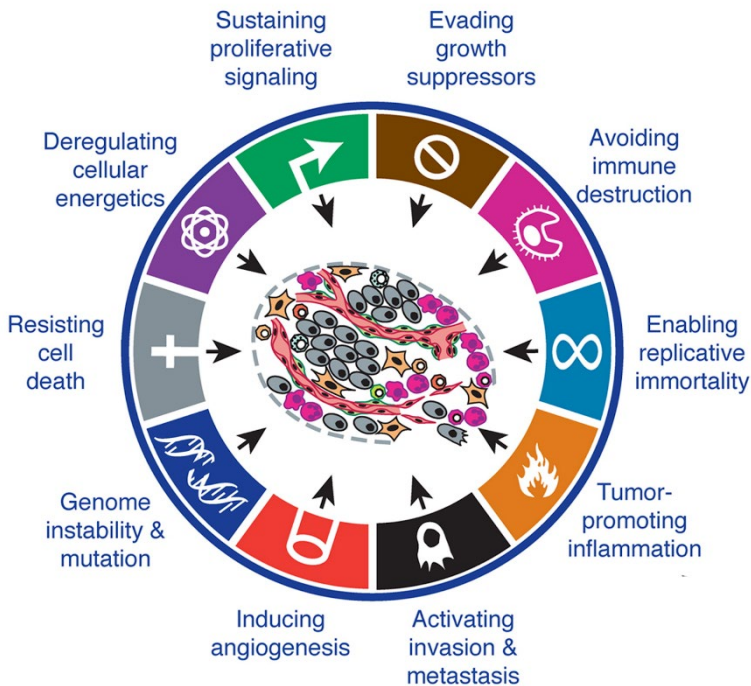 Sustaining
proliferative
signaling
Evading
growth
suppressors
Avoiding
immune
destruction
Enabling
replicative
immortality
Tumor-
promoting
inflammation
Activating
invasion &
metastasis
Inducing
angiogenesis
Genome
instability &
mutation
Resisting
cell
death
Deregulating
cellular
energetics